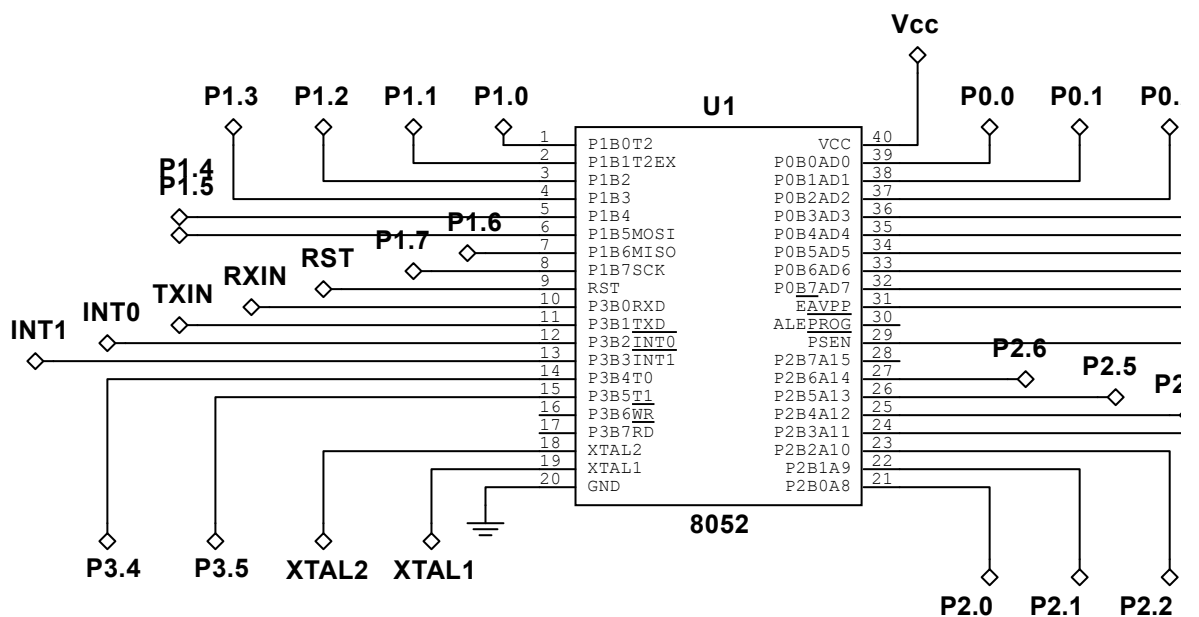 Vcc
P1.3 P1.2 P1.1 P1.0 U1 P0.0 P0.1 P0.
1 P1B0T2 VCC 40
2 P1B1T2EX P0B0AD0 39
3 P1B2 P0B1AD1 38
4 P1B3 P0B2AD2 37
P1.4
P1.5
5 P1B4 P0B3AD3 36
6 P1B5MOSI P0B4AD4 35
P1.6
7 P1B6MISO P0B5AD5 34
P1.7
8 P1B7SCK P0B6AD6 33
RST
9 RST P0B7AD7 32
RXIN
10 P3B0RXD EAVPP 31
TXIN
11 P3B1TXD ALEPROG 30
INT0
12 P3B2INT0 PSEN 29
INT1
13 P3B3INT1 P2B7A15 28
P2.6
14 P3B4T0 P2B6A14 27
P2.5
15 P3B5T1 P2B5A13 26
P2
16 P3B6WR P2B4A12 25
17 P3B7RD P2B3A11 24
18 XTAL2 P2B2A10 23
19 XTAL1 P2B1A9 22
20 GND P2B0A8 21
8052
P3.4 P3.5 XTAL2 XTAL1
P2.0 P2.1 P2.2